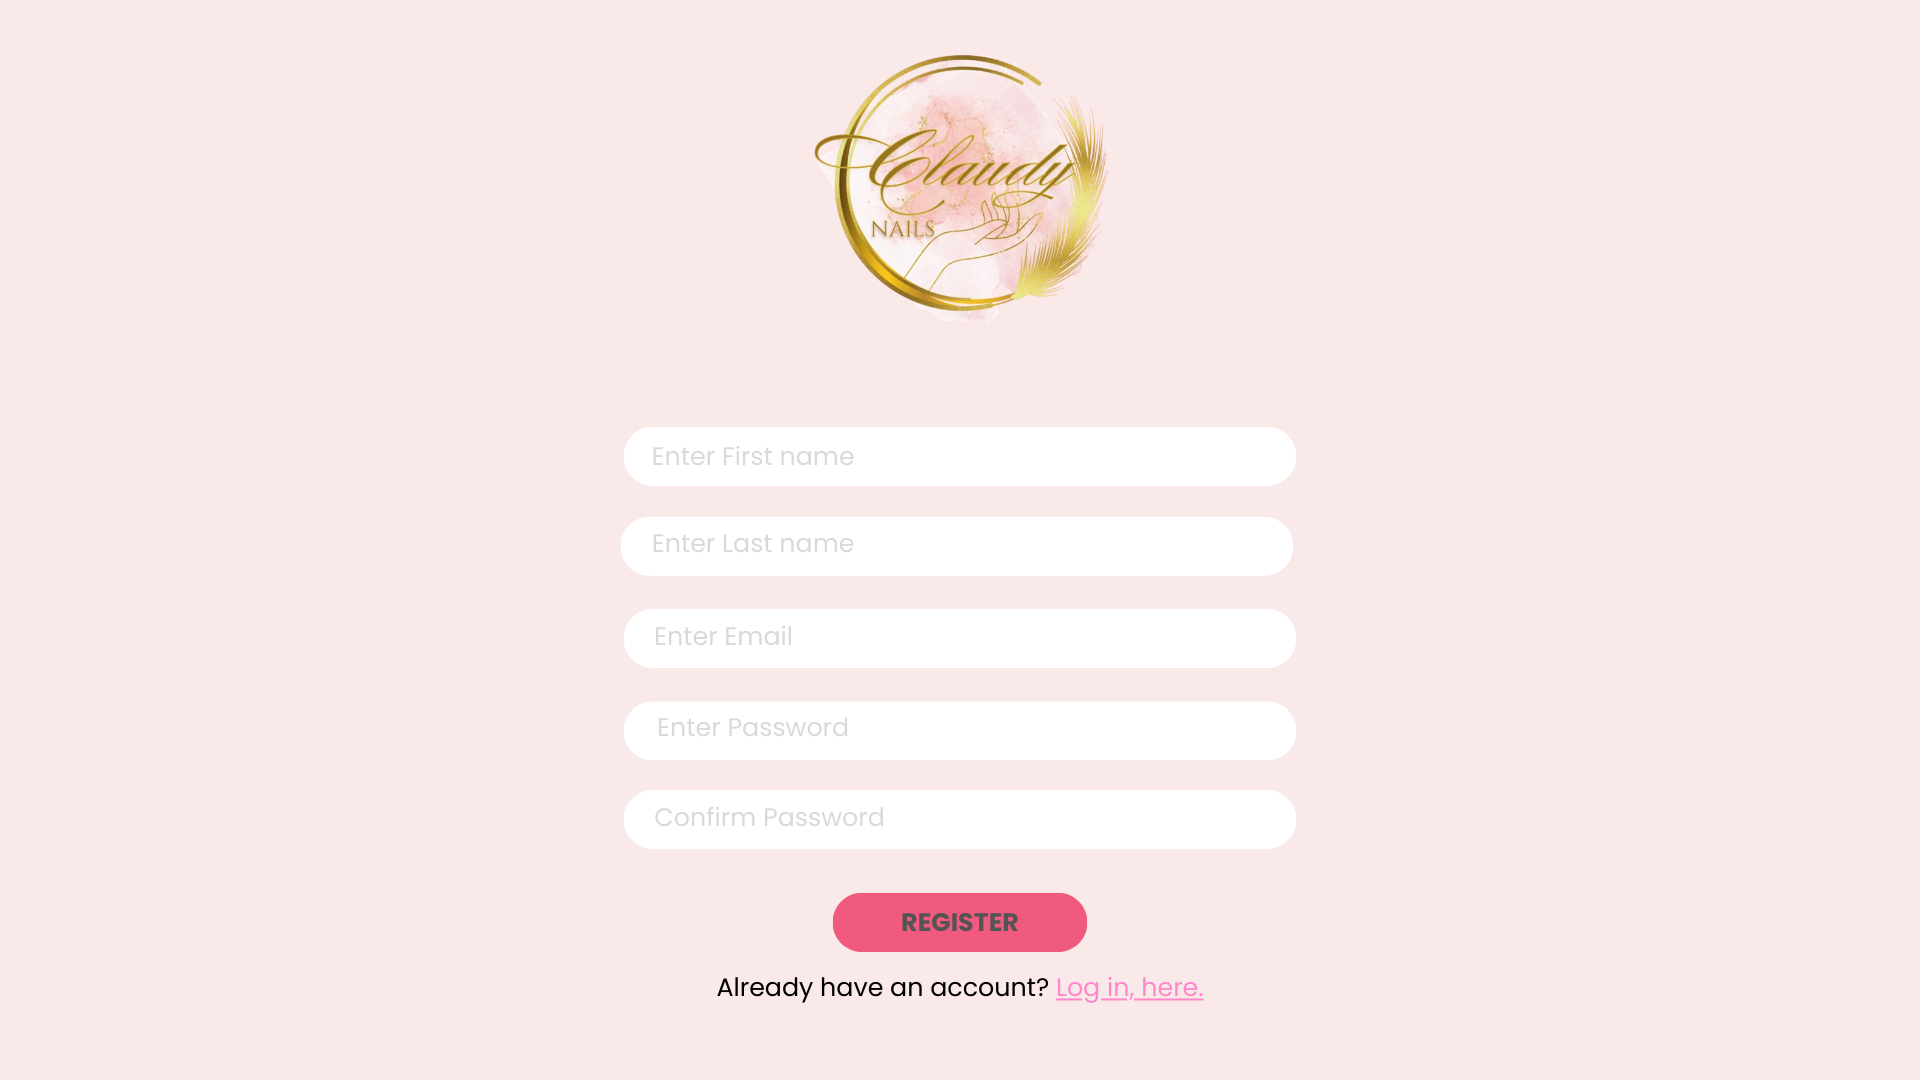 Claudy
NAILS
Enter First name
Enter Last name
Enter Email
Enter Password
Confirm Password
REGISTER
Already have an account? Log in, here.